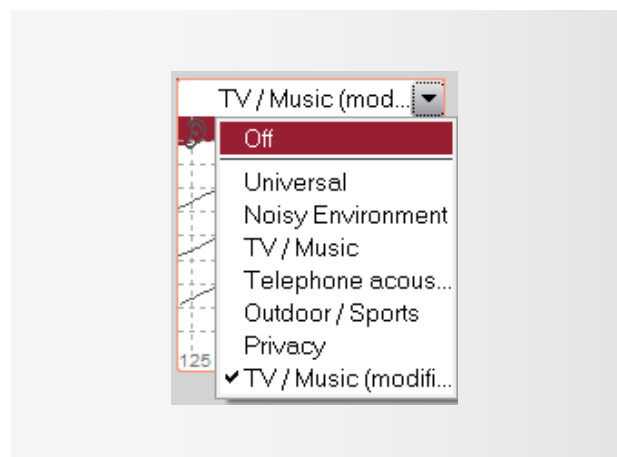 TV / Music (mod...
Off
Universal
Noisy Environment
TV / Music
Telephone acous...
Outdoor / Sports
Privacy
125
✔TV / Music (modifi...